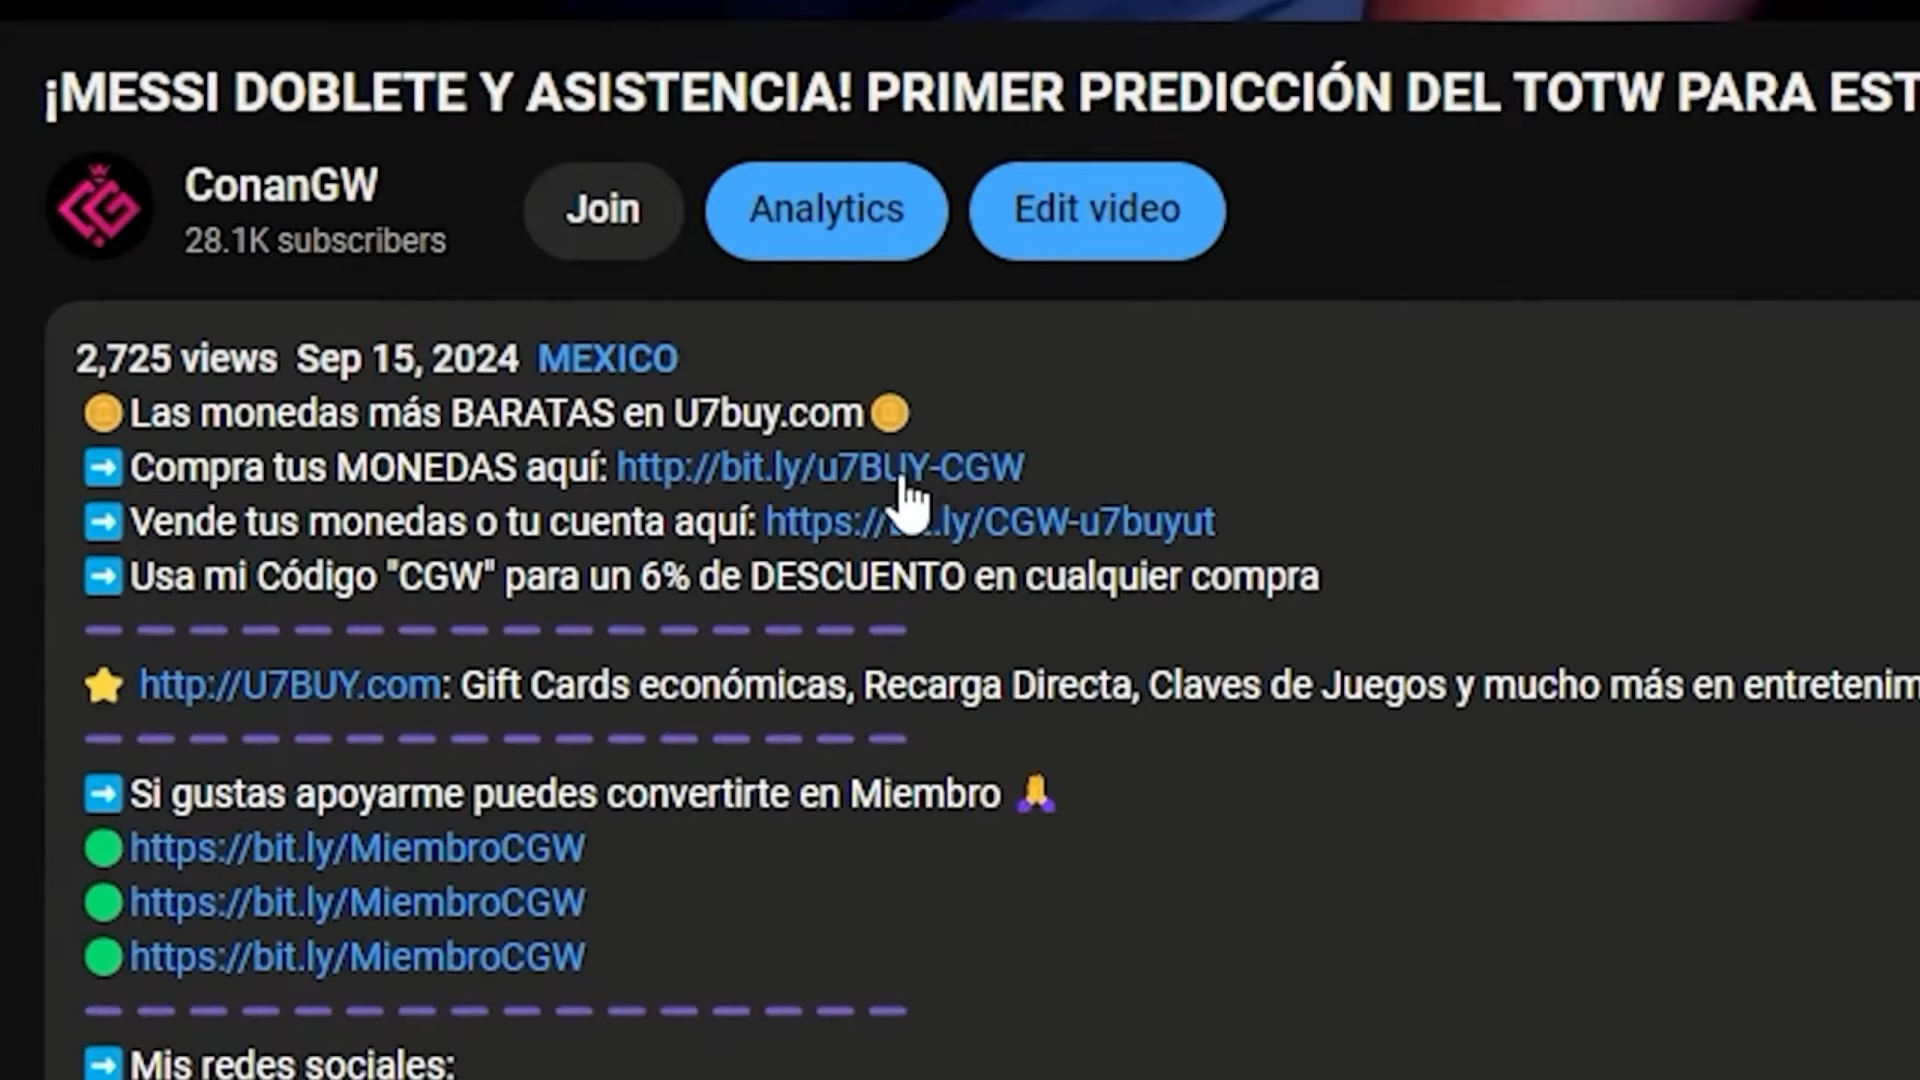 ¡MESSI DOBLETE Y ASISTENCIA! PRIMER PREDICCIÓN DEL TOTW PARA EST
ConanGW
28.1K subscribers
Join
Analytics
Edit video
2,725 views Sep 15, 2024 MEXICO
Las monedas más BARATAS en U7buy.com
Compra tus MONEDAS aquí: http://bit.ly/u7BUY-CGW
Vende tus monedas o tu cuenta aquí: https://b...ly/CGW-u7buyut
Usa mi Código "CGW" para un 6% de DESCUENTO en cualquier compra
http://U7BUY.com: Gift Cards económicas, Recarga Directa, Claves de Juegos y mucho más en entretenim
Si gustas apoyarme puedes convertirte en Miembro
https://bit.ly/MiembroCGW
https://bit.ly/MiembroCGW
https://bit.ly/MiembroCGW
Mis redes sociales: